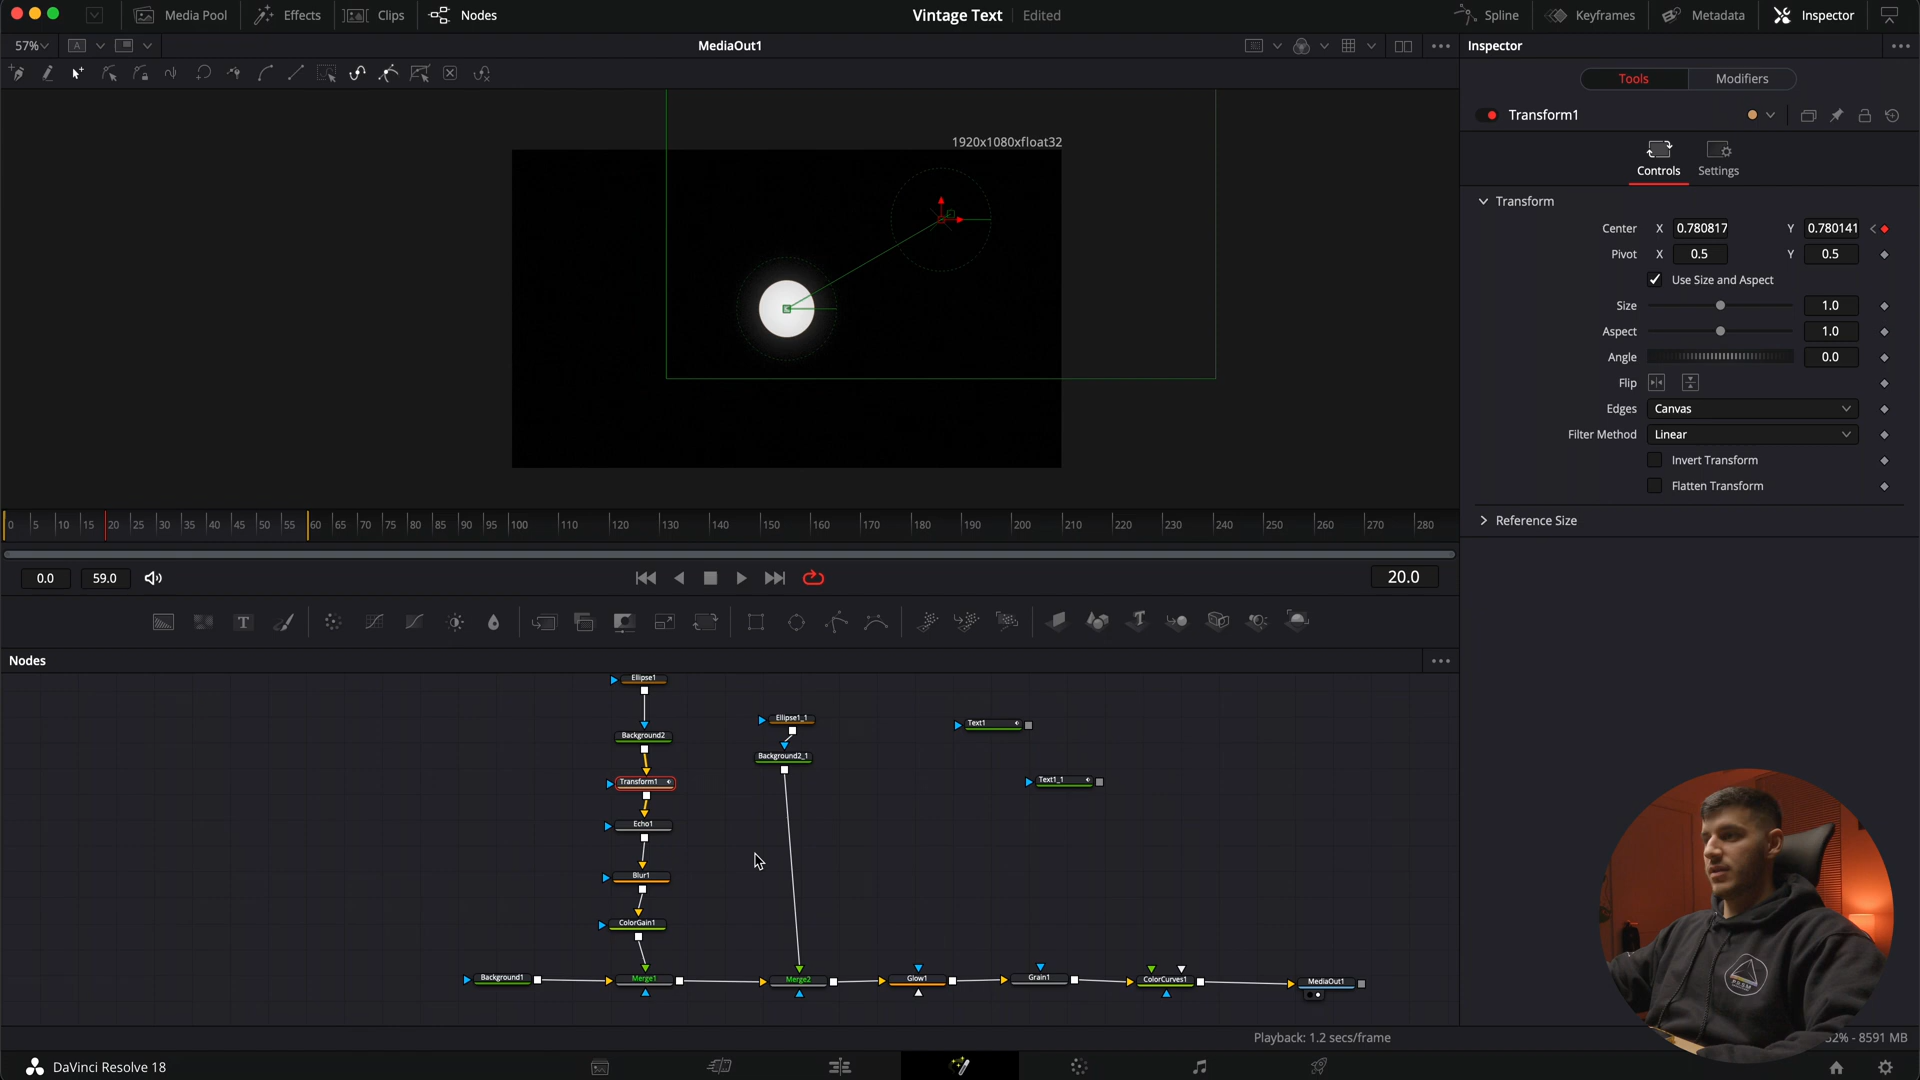 Media Pool
Effects
Clips
Nodes
Vintage Text
Edited
Spline
Keyframes
Metadata
Inspector
57%
A
MediaOut1
Inspector
Tools
Modifiers
Transform1
Controls
Settings
1920x1080xfloat32
Transform
Center X 0.780817 Y 0.780141
Pivot X 0.5 Y 0.5
Use Size and Aspect
Size 1.0
Aspect 1.0
Angle 0.0
Flip
Edges Canvas
Filter Method Linear
Invert Transform
Flatten Transform
Reference Size
0 5 10 15 20 25 30 35 40 45 50 55 60 65 70 75 80 85 90 95 100 110 120 130 140 150 160 170 180 190 200 210 220 230 240 250 260 270 280
0.0 59.0
20.0
T
Nodes
Ellipse1
Background2
Transform1
Echo1
Blur1
ColorGain1
Ellipse1_1
Background2_1
Text1
Text1_1
Background1
Merge1
Merge2
Glow1
Grain1
ColorCurves1
MediaOut1
Playback: 1.2 secs/frame
2% - 8591 MB
DaVinci Resolve 18